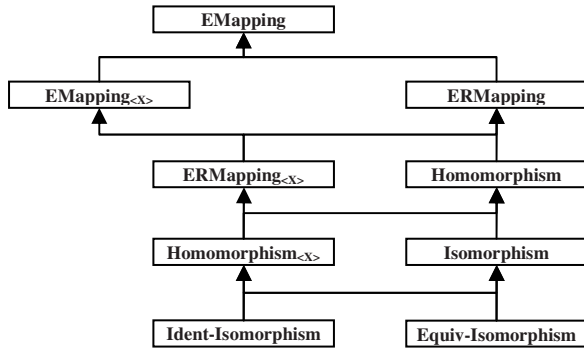 EMapping
EMapping<X> ERMapping
ERMapping<X> Homomorphism
Homomorphism<X> Isomorphism
Ident-Isomorphism Equiv-Isomorphism